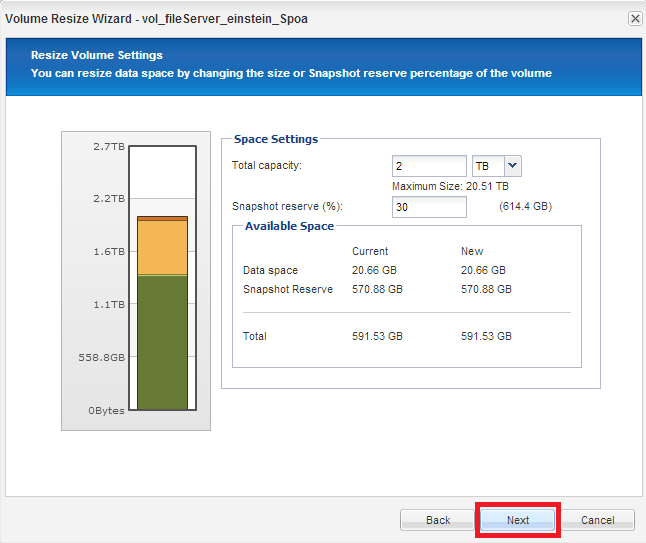 Volume Resize Wizard - vol_fileServer_einstein_Spoa
Resize Volume Settings
You can resize data space by changing the size or Snapshot reserve percentage of the volume
2.7TB
2.2TB
1.6TB
1.1TB
558.8GB
0Bytes
Space Settings
Total capacity: 2 TB
Maximum Size: 20.51 TB
Snapshot reserve (%): 30 (614.4 GB)
Available Space
Current New
Data space 20.66 GB 20.66 GB
Snapshot Reserve 570.88 GB 570.88 GB
Total 591.53 GB 591.53 GB
Back Next Cancel